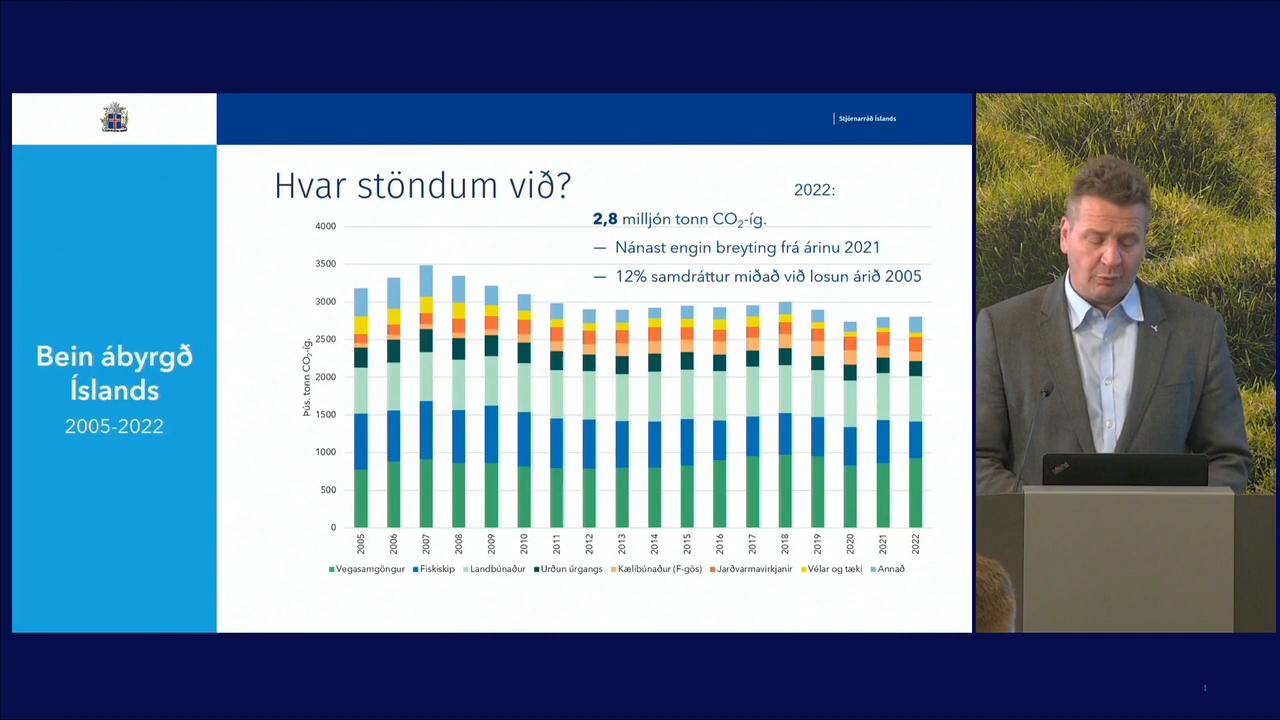 Stjórnarráð Íslands
Bein ábyrgð
Íslands
2005-2022
Hvar stöndum við?
2022:
2,8 milljón tonn CO₂-íg.
— Nánast engin breyting frá árinu 2021
— 12% samdráttur miðað við losun árið 2005
Þús. tonn CO₂-íg.
4000
3500
3000
2500
2000
1500
1000
500
0
2005 2006 2007 2008 2009 2010 2011 2012 2013 2014 2015 2016 2017 2018 2019 2020 2021 2022
Vegasamgöngur Fiskiskip Landbúnaður Urðun úrgangs Kælibúnaður (F-gös) Jarðvarmavirkjanir Vélar og tæki Annað
1